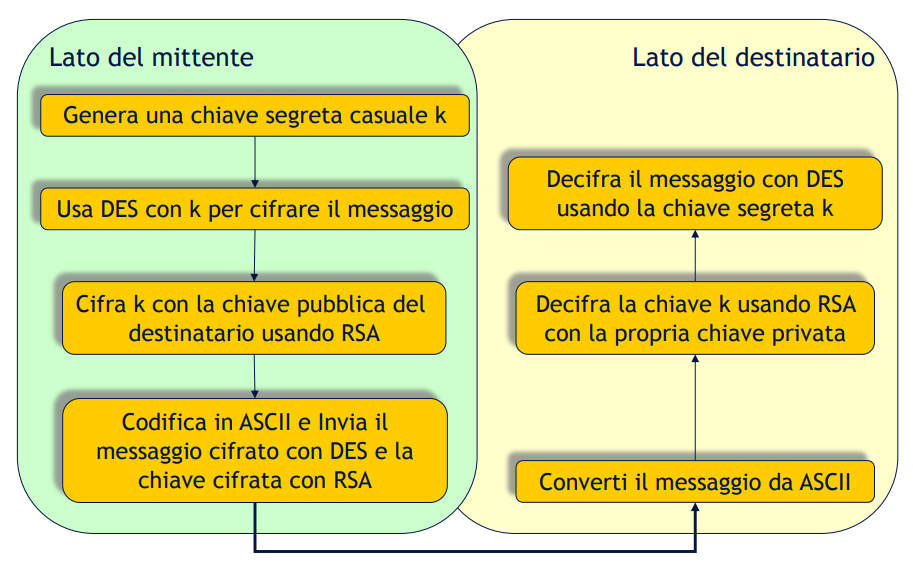 Lato del mittente
Genera una chiave segreta casuale k
Usa DES con k per cifrare il messaggio
Cifra k con la chiave pubblica del
destinatario usando RSA
Codifica in ASCII e Invia il
messaggio cifrato con DES e la
chiave cifrata con RSA
Lato del destinatario
Decifra il messaggio con DES
usando la chiave segreta k
Decifra la chiave k usando RSA
con la propria chiave privata
Converti il messaggio da ASCII